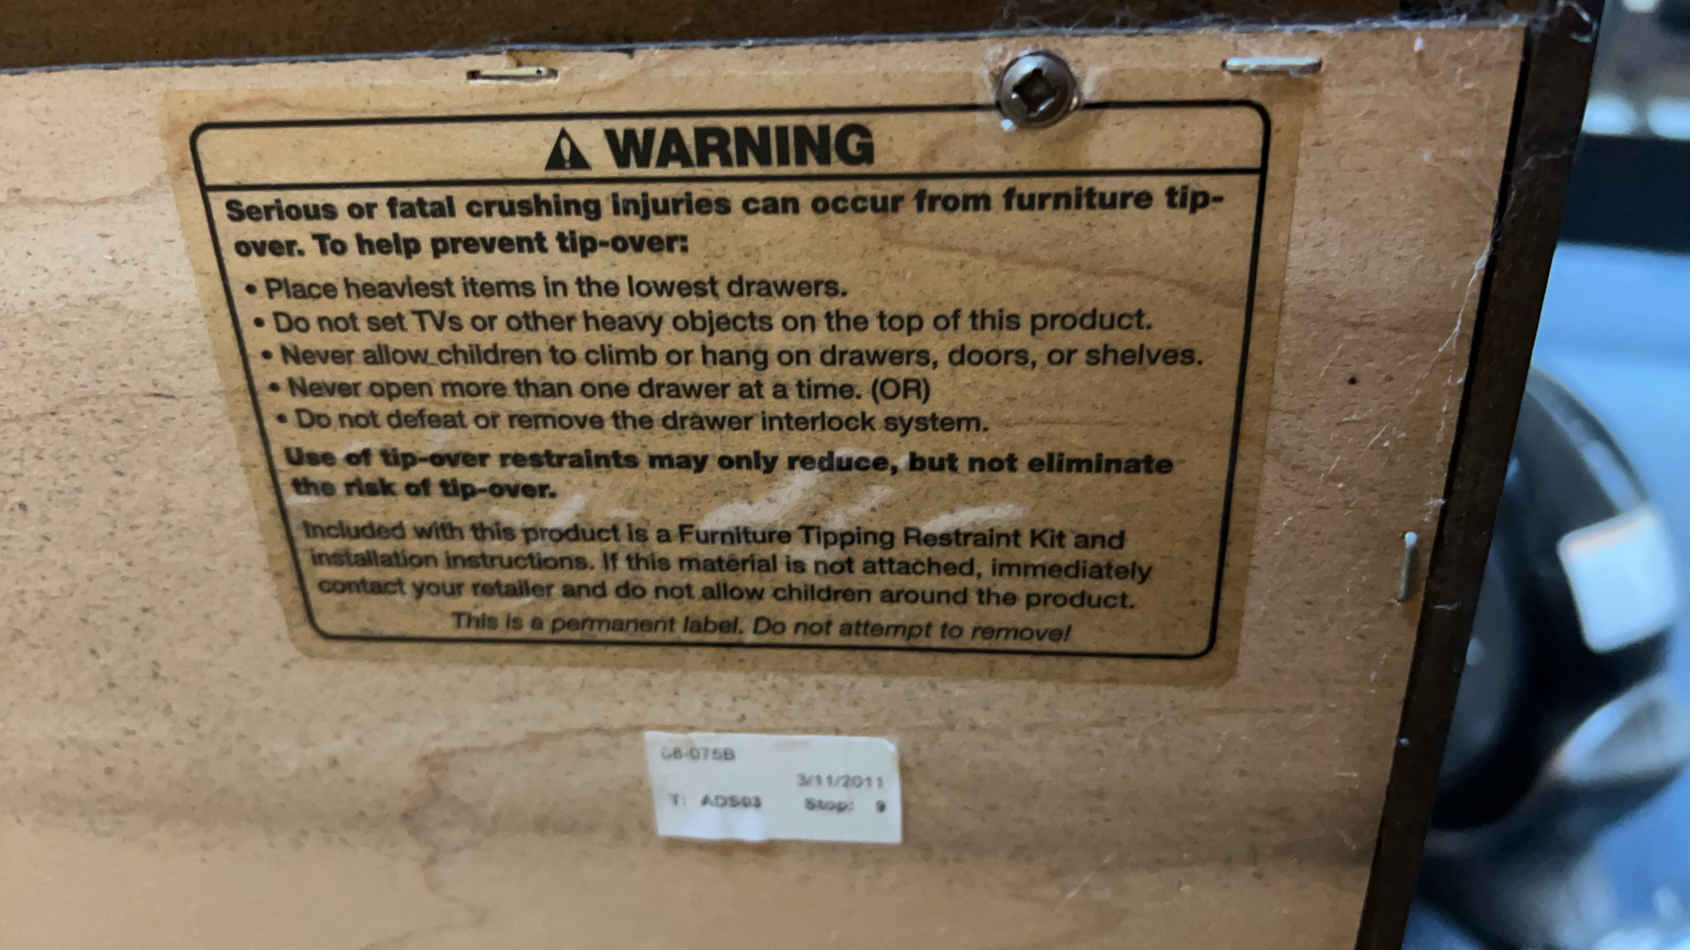 WARNING
Serious or fatal crushing injuries can occur from furniture tip-
over. To help prevent tip-over:
• Place heaviest items in the lowest drawers.
• Do not set TVs or other heavy objects on the top of this product.
• Never allow children to climb or hang on drawers, doors, or shelves.
• Never open more than one drawer at a time. (OR)
• Do not defeat or remove the drawer interlock system.
Use of tip-over restraints may only reduce, but not eliminate
the risk of tip-over.
Included with this product is a Furniture Tipping Restraint Kit and
installation instructions. If this material is not attached, immediately
contact your retailer and do not allow children around the product.
This is a permanent label. Do not attempt to remove!
3/11/2011
T: ADS03 Stop: 9